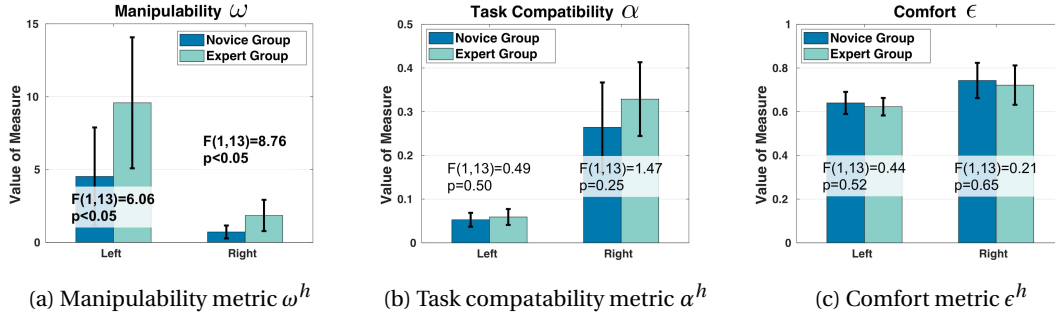 Manipulability ω
Value of Measure
15
10
5
0
Novice Group
Expert Group
F(1,13)=6.06
p<0.05
F(1,13)=8.76
p<0.05
Left
Right
(a) Manipulability metric ω^h
Task Compatibility α
Value of Measure
0.5
0.4
0.3
0.2
0.1
0
Novice Group
Expert Group
F(1,13)=0.49
p=0.50
F(1,13)=1.47
p=0.25
Left
Right
(b) Task compatability metric α^h
Comfort ϵ
Value of Measure
1
0.8
0.6
0.4
0.2
0
Novice Group
Expert Group
F(1,13)=0.44
p=0.52
F(1,13)=0.21
p=0.65
Left
Right
(c) Comfort metric ϵ^h